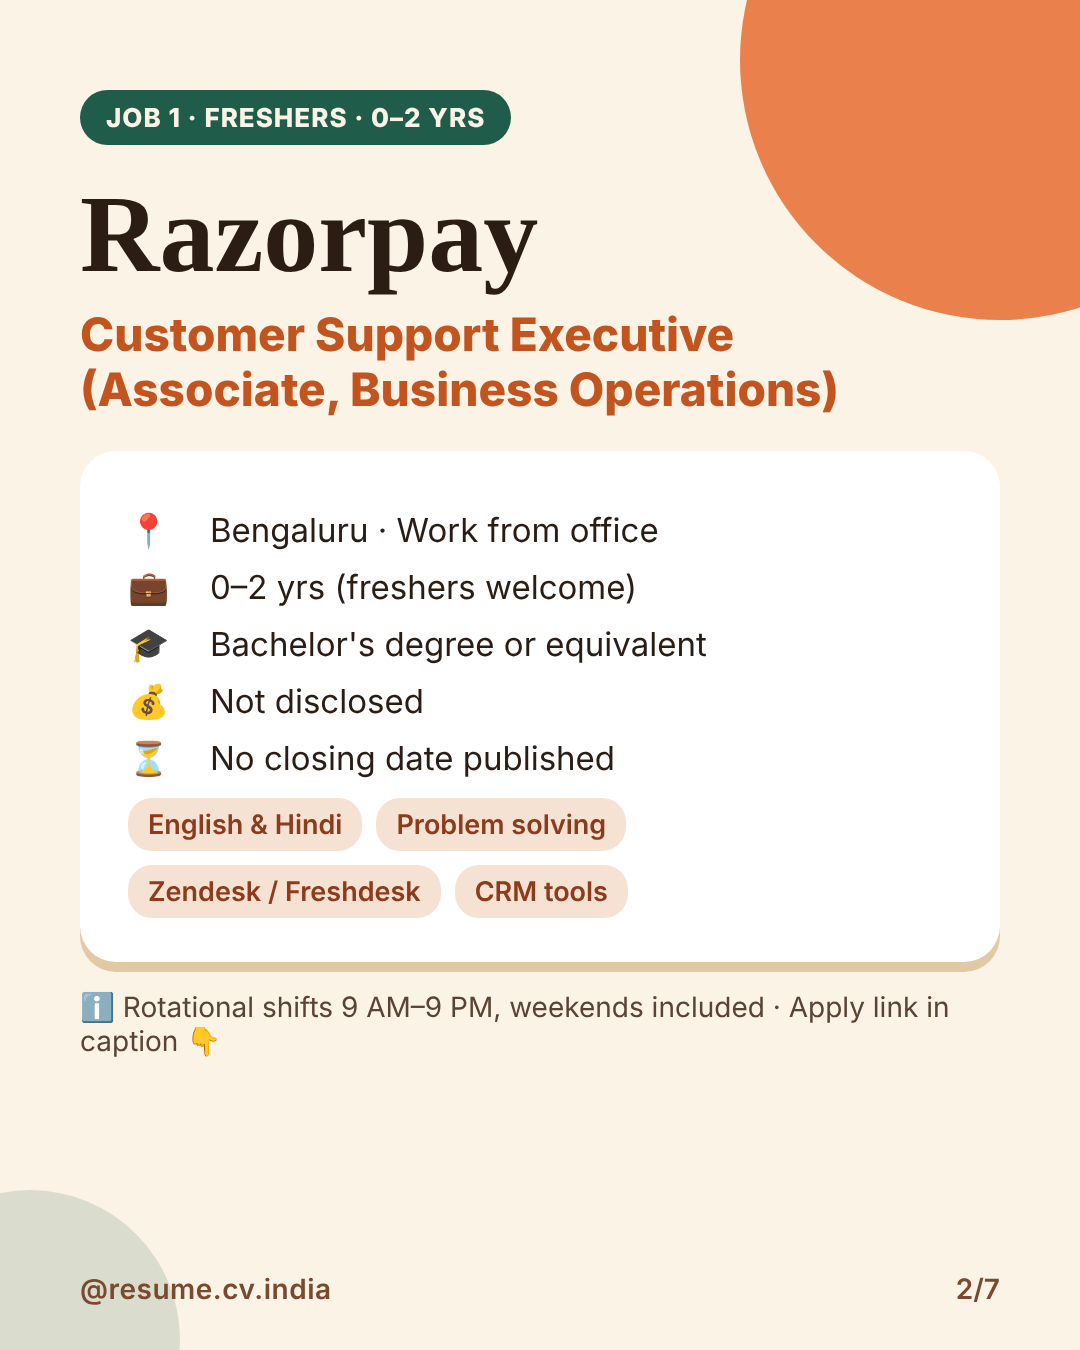 JOB 1 · FRESHERS · 0–2 YRS
Razorpay
Customer Support Executive
(Associate, Business Operations)
📍 Bengaluru · Work from office
💼 0–2 yrs (freshers welcome)
🎓 Bachelor's degree or equivalent
💰 Not disclosed
⏳ No closing date published
English & Hindi Problem solving
Zendesk / Freshdesk CRM tools
ℹ️ Rotational shifts 9 AM–9 PM, weekends included · Apply link in
caption 👇
@resume.cv.india 2/7